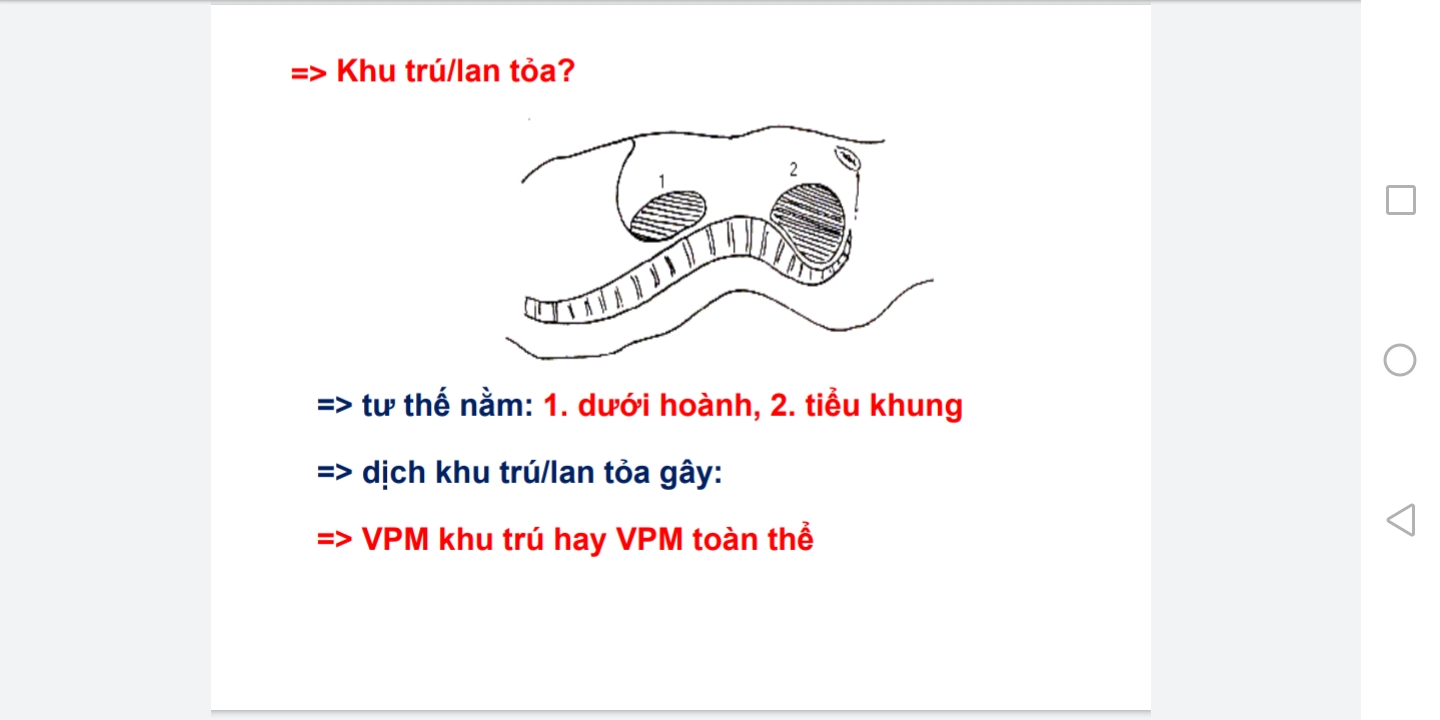 => Khu trú/lan tỏa?
1
2
=> tư thế nằm: 1. dưới hoành, 2. tiểu khung
=> dịch khu trú/lan tỏa gây:
=> VPM khu trú hay VPM toàn thể